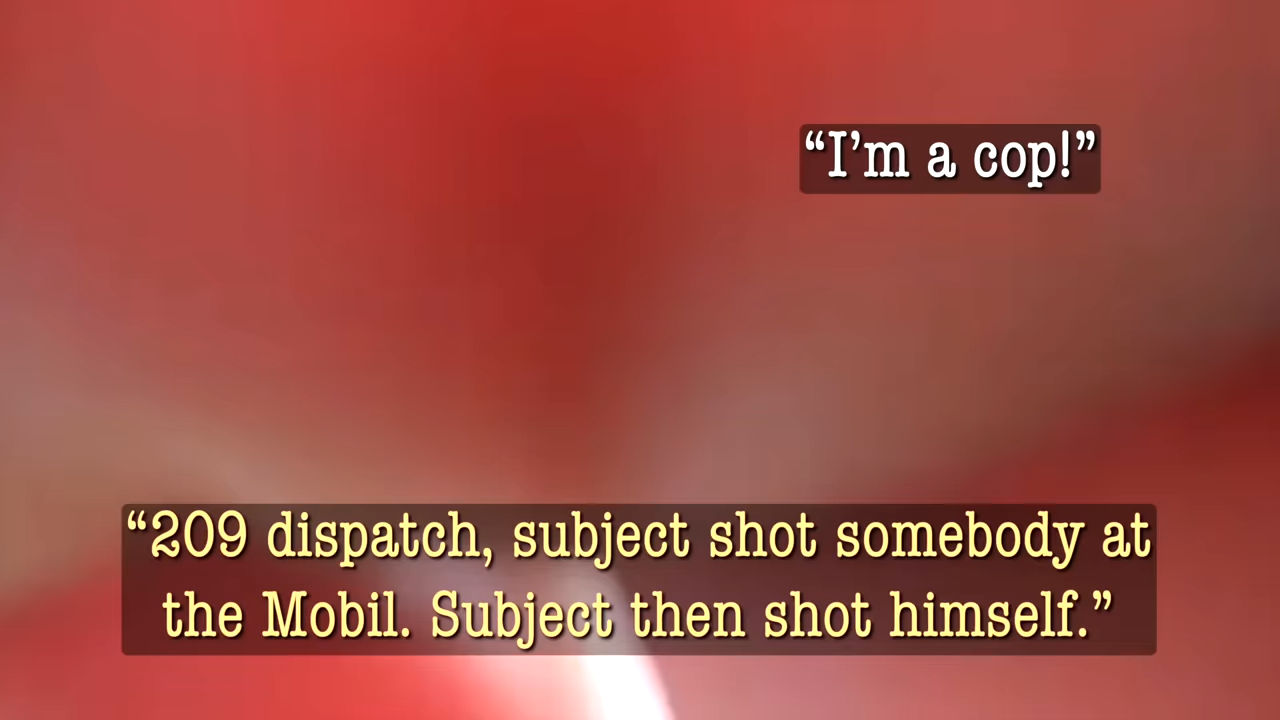 “I’m a cop!”
“209 dispatch, subject shot somebody at
the Mobil. Subject then shot himself.”